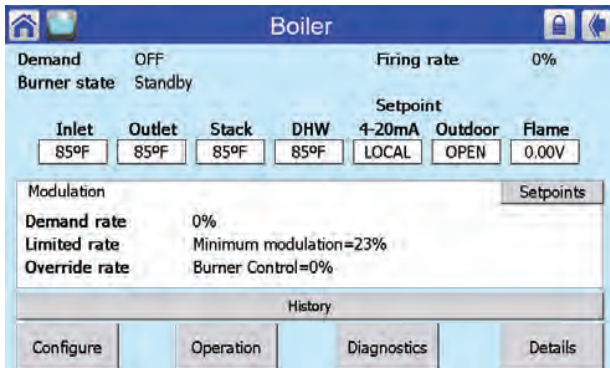 Boiler
Demand OFF Firing rate 0%
Burner state Standby
Setpoint
Inlet Outlet Stack DHW 4-20mA Outdoor Flame
85ºF 85ºF 85ºF 85ºF LOCAL OPEN 0.00V
Modulation Setpoints
Demand rate 0%
Limited rate Minimum modulation=23%
Override rate Burner Control=0%
History
Configure Operation Diagnostics Details